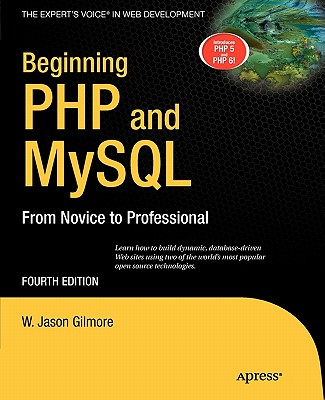 THE EXPERT'S VOICE® IN WEB DEVELOPMENT
Beginning
PHP and
MySQL
Introduces
PHP 5
and
PHP 6!
From Novice to Professional
Learn how to build dynamic, database-driven
Web sites using two of the world's most popular
open source technologies.
FOURTH EDITION
W. Jason Gilmore
Apress®